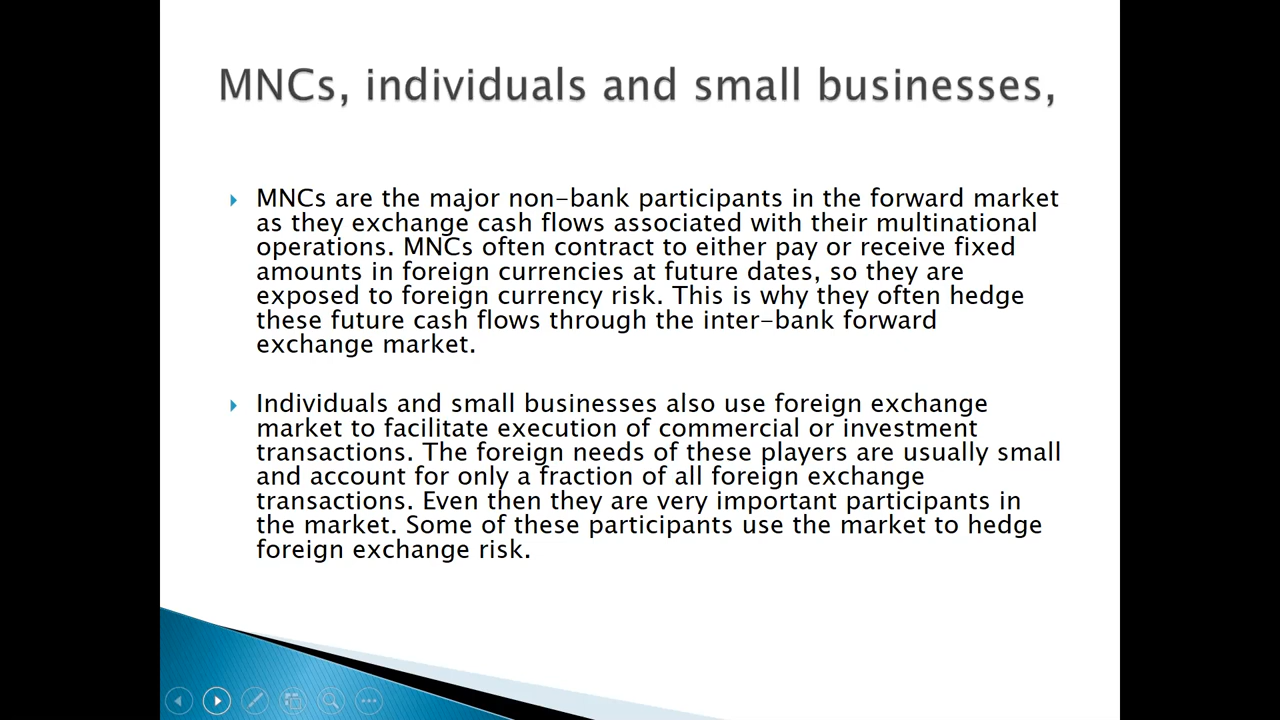 MNCs, individuals and small businesses,
MNCs are the major non-bank participants in the forward market
as they exchange cash flows associated with their multinational
operations. MNCs often contract to either pay or receive fixed
amounts in foreign currencies at future dates, so they are
exposed to foreign currency risk. This is why they often hedge
these future cash flows through the inter-bank forward
exchange market.
Individuals and small businesses also use foreign exchange
market to facilitate execution of commercial or investment
transactions. The foreign needs of these players are usually small
and account for only a fraction of all foreign exchange
transactions. Even then they are very important participants in
the market. Some of these participants use the market to hedge
foreign exchange risk.